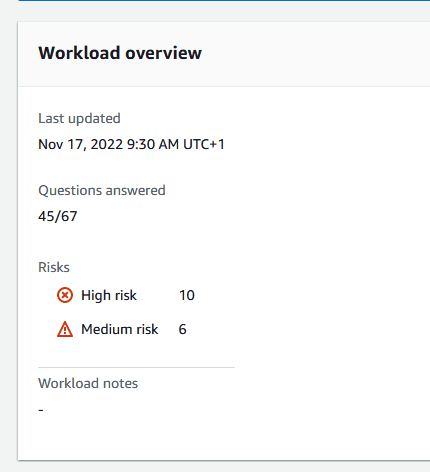 Workload overview
Last updated
Nov 17, 2022 9:30 AM UTC+1
Questions answered
45/67
Risks
High risk 10
Medium risk 6
Workload notes
-